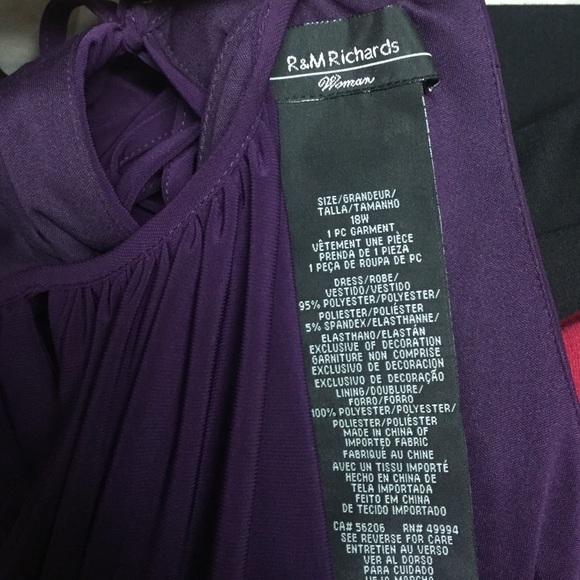 R&M Richards
Woman
SIZE/GRANDEUR/
TALLA/TAMANHO
18W
1 PC GARMENT
VÊTEMENT UNE PIÈCE
PRENDA DE 1 PIEZA
1 PEÇA DE ROUPA DE PC
DRESS/ROBE/
VESTIDO/VESTIDO
95% POLYESTER/POLYESTER/
POLIESTER/POLIÉSTER
5% SPANDEX/ELASTHANNE/
ELASTHANO/ELASTÁN
EXCLUSIVE OF DECORATION
GARNITURE NON COMPRISE
EXCLUSIVO DE DECORACION
EXCLUSIVO DE DECORAÇÃO
LINING/DOUBLURE/
FORRO/FORRO
100% POLYESTER/POLYESTER/
POLIESTER/POLIÉSTER
MADE IN CHINA OF
IMPORTED FABRIC
FABRIQUÉ AU CHINE
AVEC UN TISSU IMPORTÉ
HECHO EN CHINA DE
TELA IMPORTADA
FEITO EM CHINA
DE TECIDO IMPORTADO
CA# 56206 RN# 49994
SEE REVERSE FOR CARE
ENTRETIEN AU VERSO
VER AL DORSO
PARA CUIDADO